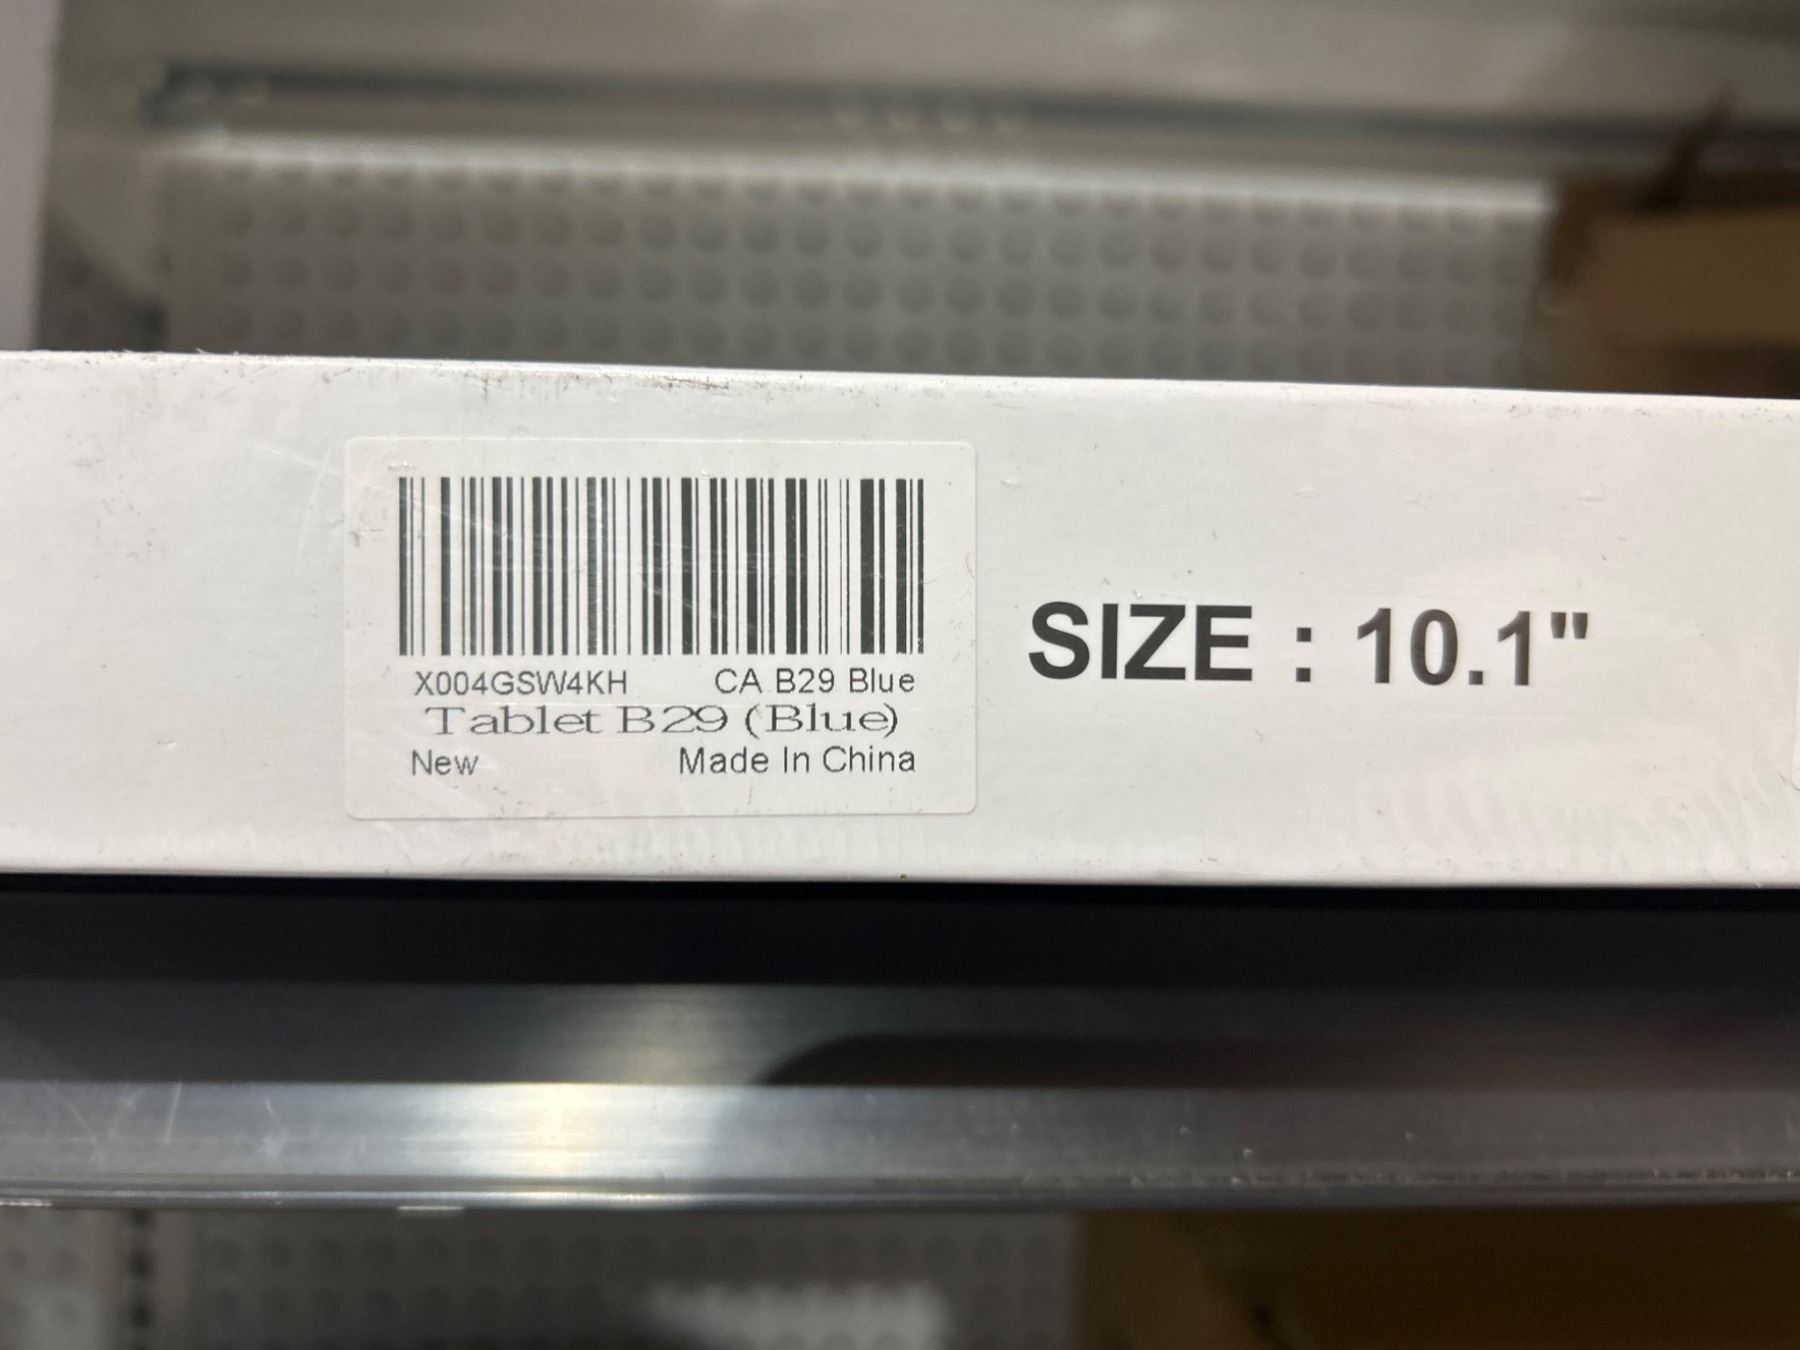 X004GSW4KH CA B29 Blue
Tablet B29 (Blue)
New Made In China
SIZE : 10.1"